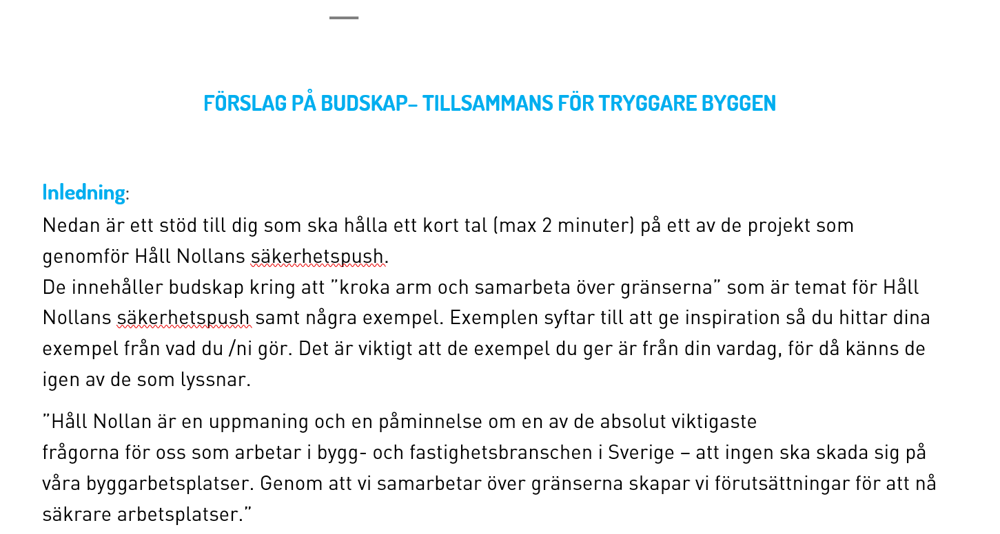 FÖRSLAG PÅ BUDSKAP– TILLSAMMANS FÖR TRYGGARE BYGGEN
Inledning:
Nedan är ett stöd till dig som ska hålla ett kort tal (max 2 minuter) på ett av de projekt som
genomför Håll Nollans säkerhetspush.
De innehåller budskap kring att ”kroka arm och samarbeta över gränserna” som är temat för Håll
Nollans säkerhetspush samt några exempel. Exemplen syftar till att ge inspiration så du hittar dina
exempel från vad du /ni gör. Det är viktigt att de exempel du ger är från din vardag, för då känns de
igen av de som lyssnar.
”Håll Nollan är en uppmaning och en påminnelse om en av de absolut viktigaste
frågorna för oss som arbetar i bygg- och fastighetsbranschen i Sverige – att ingen ska skada sig på
våra byggarbetsplatser. Genom att vi samarbetar över gränserna skapar vi förutsättningar för att nå
säkrare arbetsplatser.”